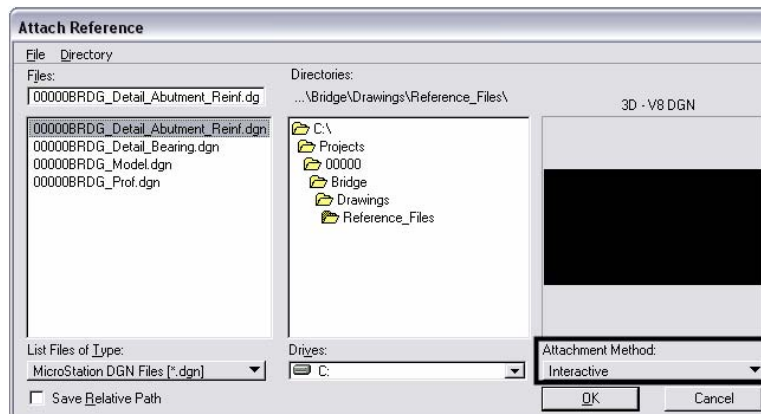 Attach Reference
File Directory
Files:
00000BRDG_Detail_Abutment_Reinf.dg
00000BRDG_Detail_Abutment_Reinf.dgn
00000BRDG_Detail_Bearing.dgn
00000BRDG_Model.dgn
00000BRDG_Prof.dgn
List Files of Type:
MicroStation DGN Files [*.dgn]
Save Relative Path
Directories:
...\Bridge\Drawings\Reference_Files\
C:\
Projects
00000
Bridge
Drawings
Reference_Files
Drives:
C:
3D - V8 DGN
Attachment Method:
Interactive
OK
Cancel